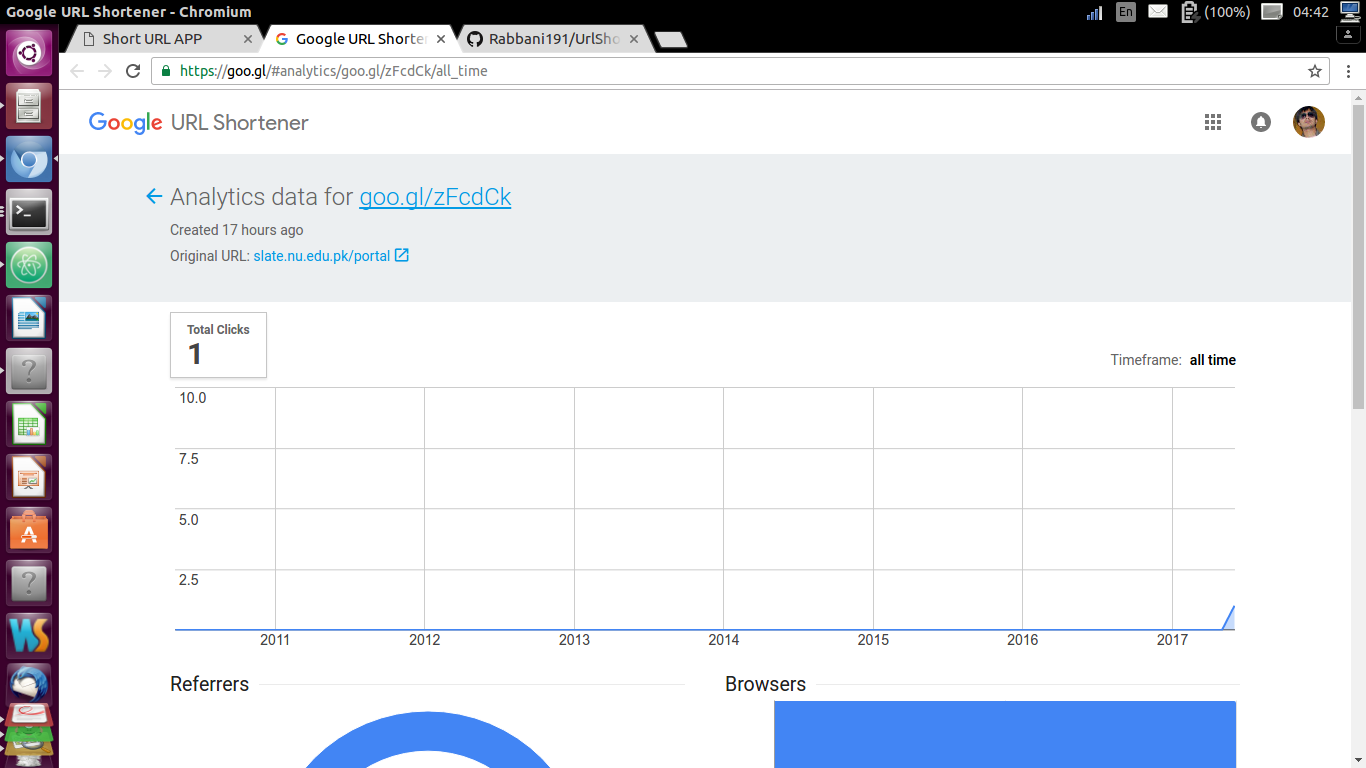 Google URL Shortener - Chromium
En
(100%)
04:42
Short URL APP
Google URL Shorte
Rabbani191/UrlSho
https://goo.gl/#analytics/goo.gl/zFcdCk/all_time
Google URL Shortener
Analytics data for goo.gl/zFcdCk
Created 17 hours ago
Original URL: slate.nu.edu.pk/portal
Total Clicks
1
Timeframe: all time
10.0
7.5
5.0
2.5
2011 2012 2013 2014 2015 2016 2017
Referrers
Browsers